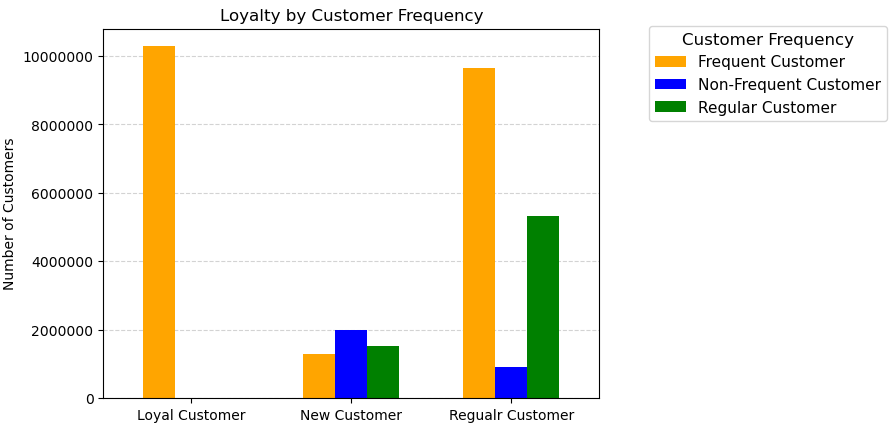 Loyalty by Customer Frequency
Number of Customers
10000000
8000000
6000000
4000000
2000000
0
Loyal Customer
New Customer
Regualr Customer
Customer Frequency
Frequent Customer
Non-Frequent Customer
Regular Customer